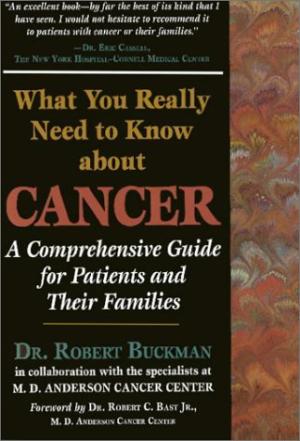 "An excellent book—by far the best of its kind that I
have seen. I would not hesitate to recommend it
to patients with cancer or their families."
—Dr. Eric Cassell,
The New York Hospital–Cornell Medical Center
What You Really
Need to Know
about
CANCER
A Comprehensive Guide
for Patients and
Their Families
Dr. Robert Buckman
in collaboration with the specialists at
M. D. Anderson Cancer Center
Foreword by Dr. Robert C. Bast Jr.,
M. D. Anderson Cancer Center